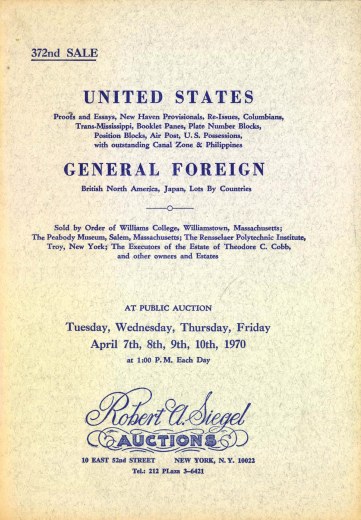 372nd SALE
UNITED STATES
Proofs and Essays, New Haven Provisionals, Re-Issues, Columbians,
Trans-Mississippi, Booklet Panes, Plate Number Blocks,
Position Blocks, Air Post, U.S. Possessions,
with outstanding Canal Zone & Philippines
GENERAL FOREIGN
British North America, Japan, Lots By Countries
Sold by Order of Williams College, Williamstown, Massachusetts;
The Peabody Museum, Salem, Massachusetts; The Rensselaer Polytechnic Institute,
Troy, New York; The Executors of the Estate of Theodore C. Cobb,
and other owners and Estates
AT PUBLIC AUCTION
Tuesday, Wednesday, Thursday, Friday
April 7th, 8th, 9th, 10th, 1970
at 1:00 P.M. Each Day
Robert A. Siegel
AUCTIONS
10 EAST 52nd STREET NEW YORK, N. Y. 10022
Tel.: 212 PLaza 3-6421